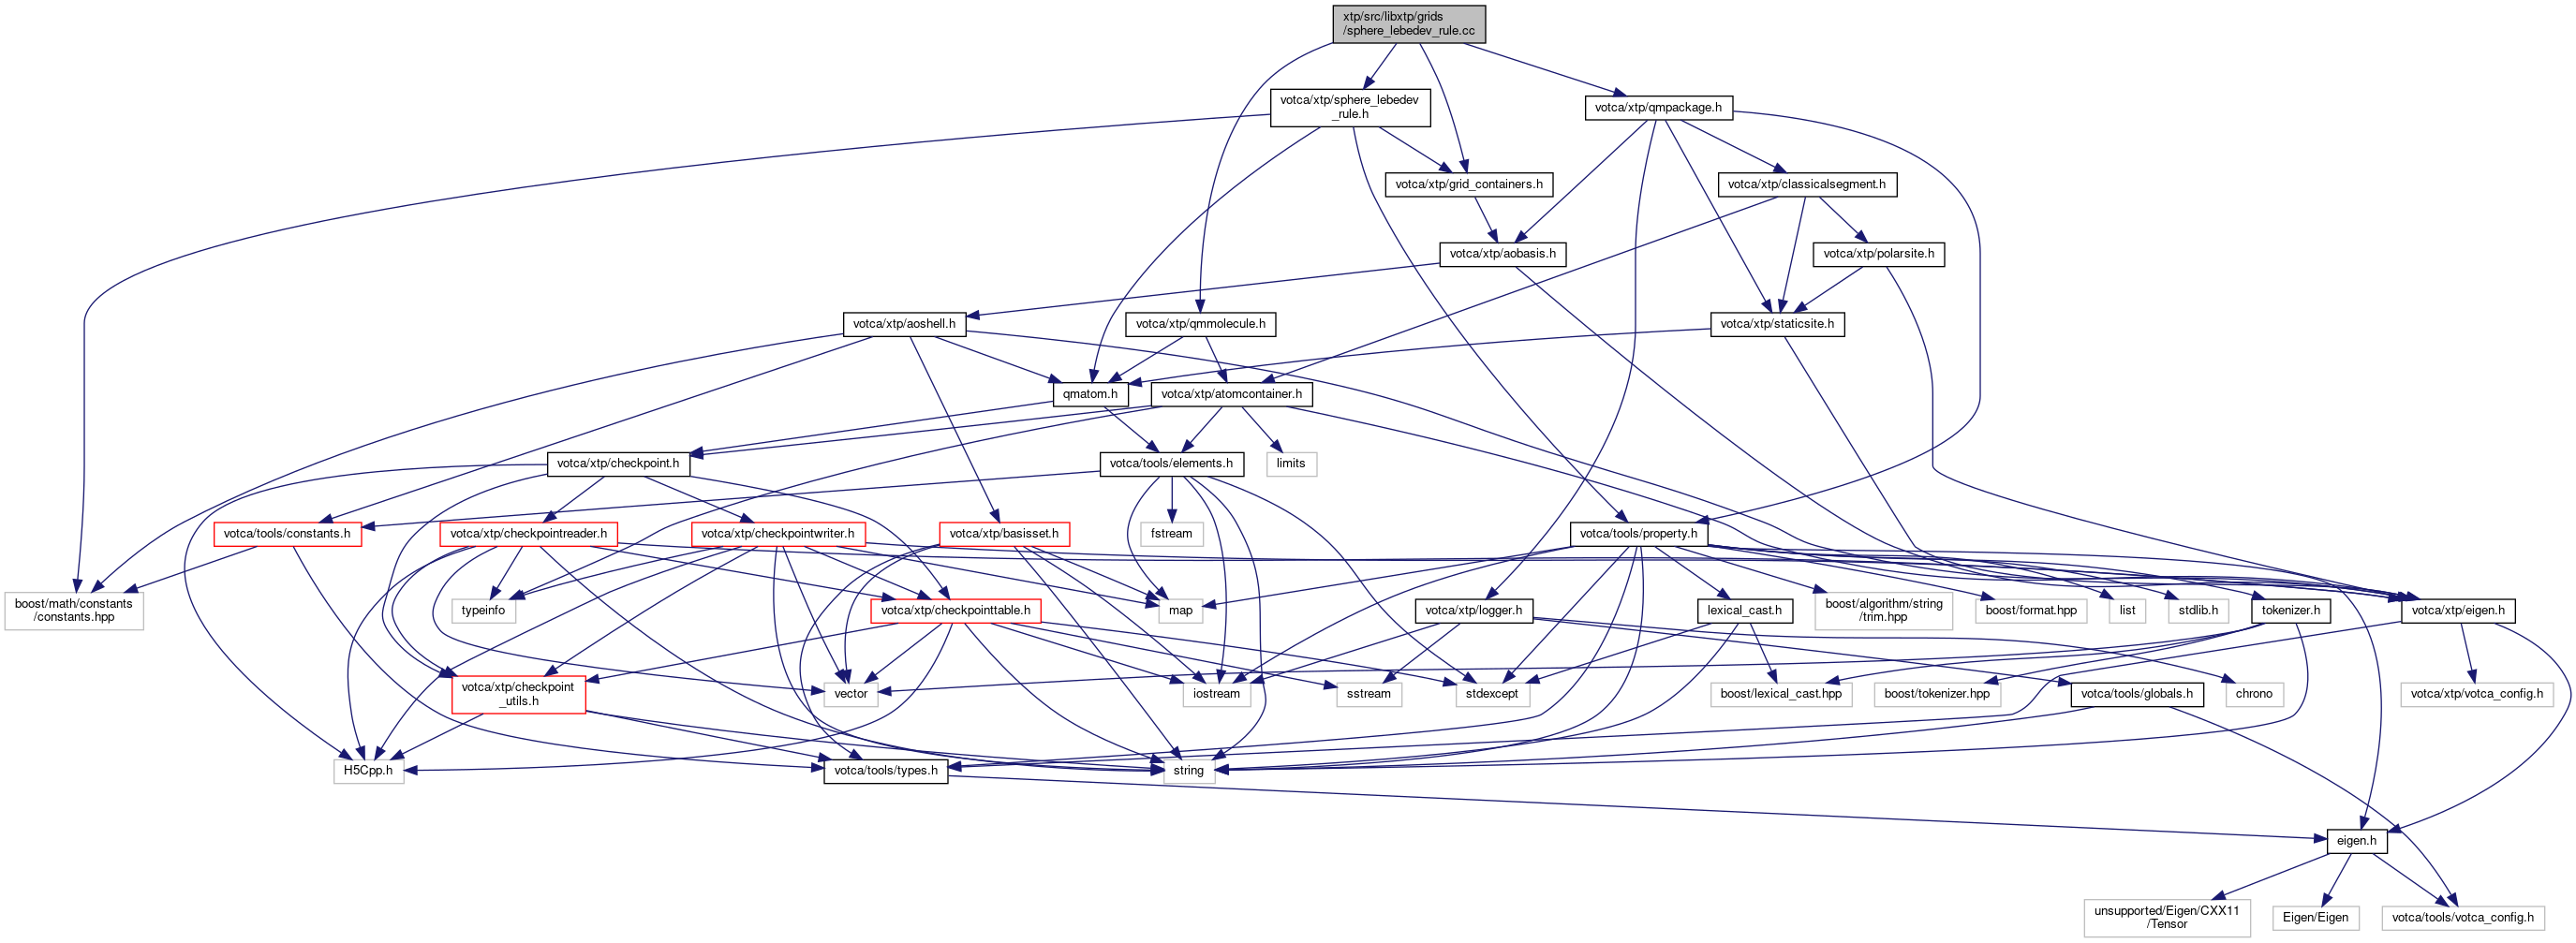 xtp/src/libxtp/grids
/sphere_lebedev_rule.cc
votca/xtp/sphere_lebedev
_rule.h
votca/xtp/qmpackage.h
votca/xtp/grid_containers.h
votca/xtp/classicalsegment.h
votca/xtp/aobasis.h
votca/xtp/polarsite.h
votca/xtp/aoshell.h
votca/xtp/qmmolecule.h
votca/xtp/staticsite.h
qmatom.h
votca/xtp/atomcontainer.h
votca/xtp/checkpoint.h
votca/tools/elements.h
limits
votca/tools/constants.h
votca/xtp/checkpointreader.h
votca/xtp/checkpointwriter.h
votca/xtp/basisset.h
fstream
votca/tools/property.h
boost/math/constants
/constants.hpp
typeinfo
votca/xtp/checkpointtable.h
map
votca/xtp/logger.h
lexical_cast.h
boost/algorithm/string
/trim.hpp
boost/format.hpp
list
stdlib.h
tokenizer.h
votca/xtp/eigen.h
votca/xtp/checkpoint
_utils.h
vector
iostream
sstream
stdexcept
boost/lexical_cast.hpp
boost/tokenizer.hpp
votca/tools/globals.h
chrono
votca/xtp/votca_config.h
H5Cpp.h
votca/tools/types.h
string
eigen.h
unsupported/Eigen/CXX11
/Tensor
Eigen/Eigen
votca/tools/votca_config.h